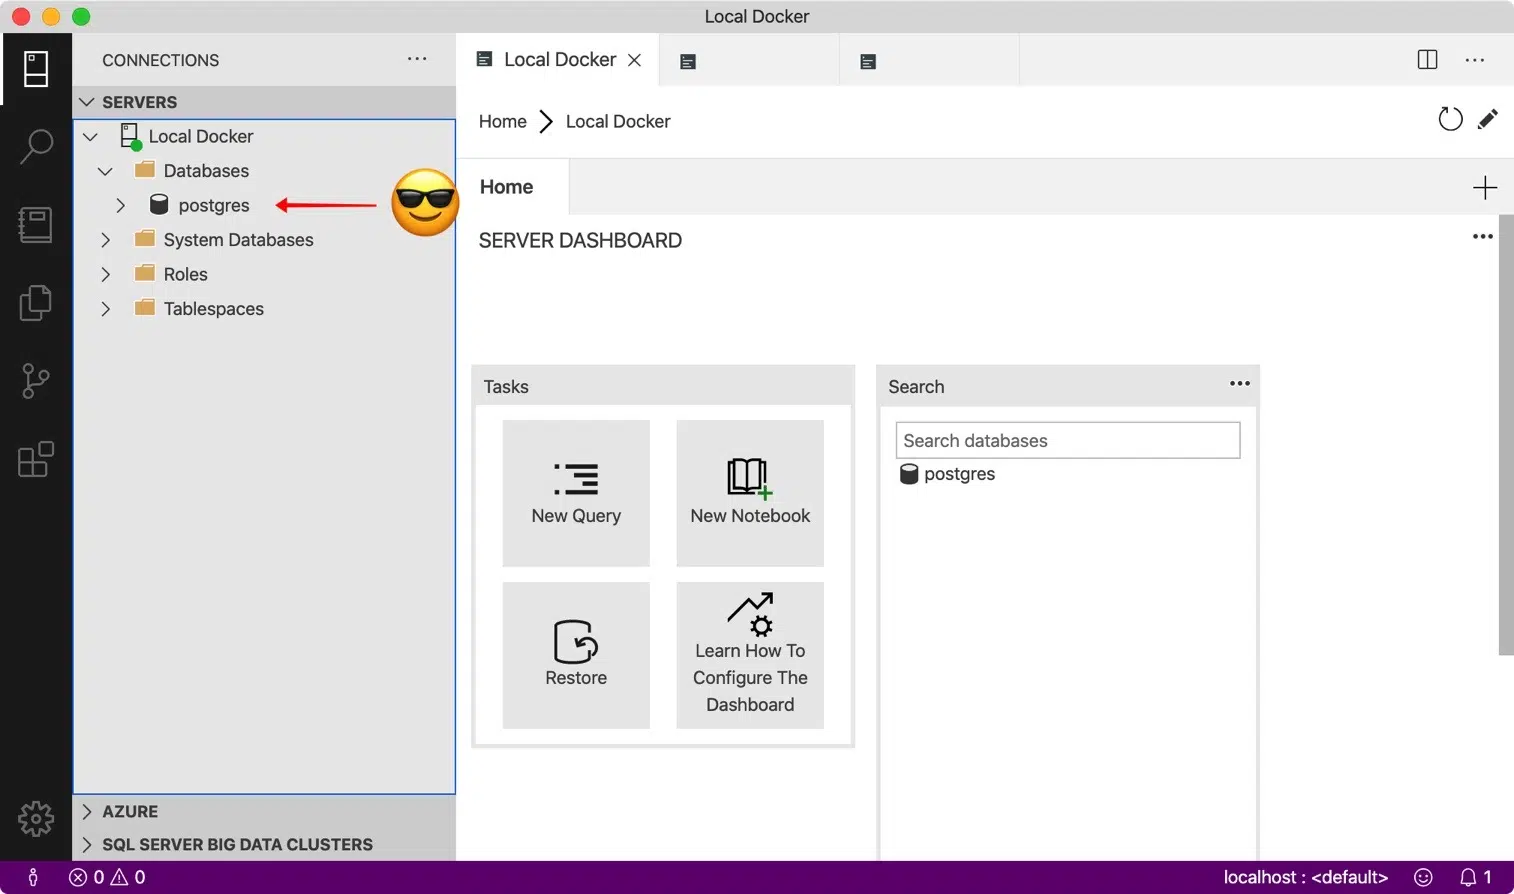 Local Docker
CONNECTIONS
SERVERS
Local Docker
Databases
postgres
System Databases
Roles
Tablespaces
AZURE
SQL SERVER BIG DATA CLUSTERS
Local Docker
Home > Local Docker
Home
SERVER DASHBOARD
Tasks
New Query
New Notebook
Restore
Learn How To
Configure The
Dashboard
Search
Search databases
postgres
0 0
localhost : <default>
1